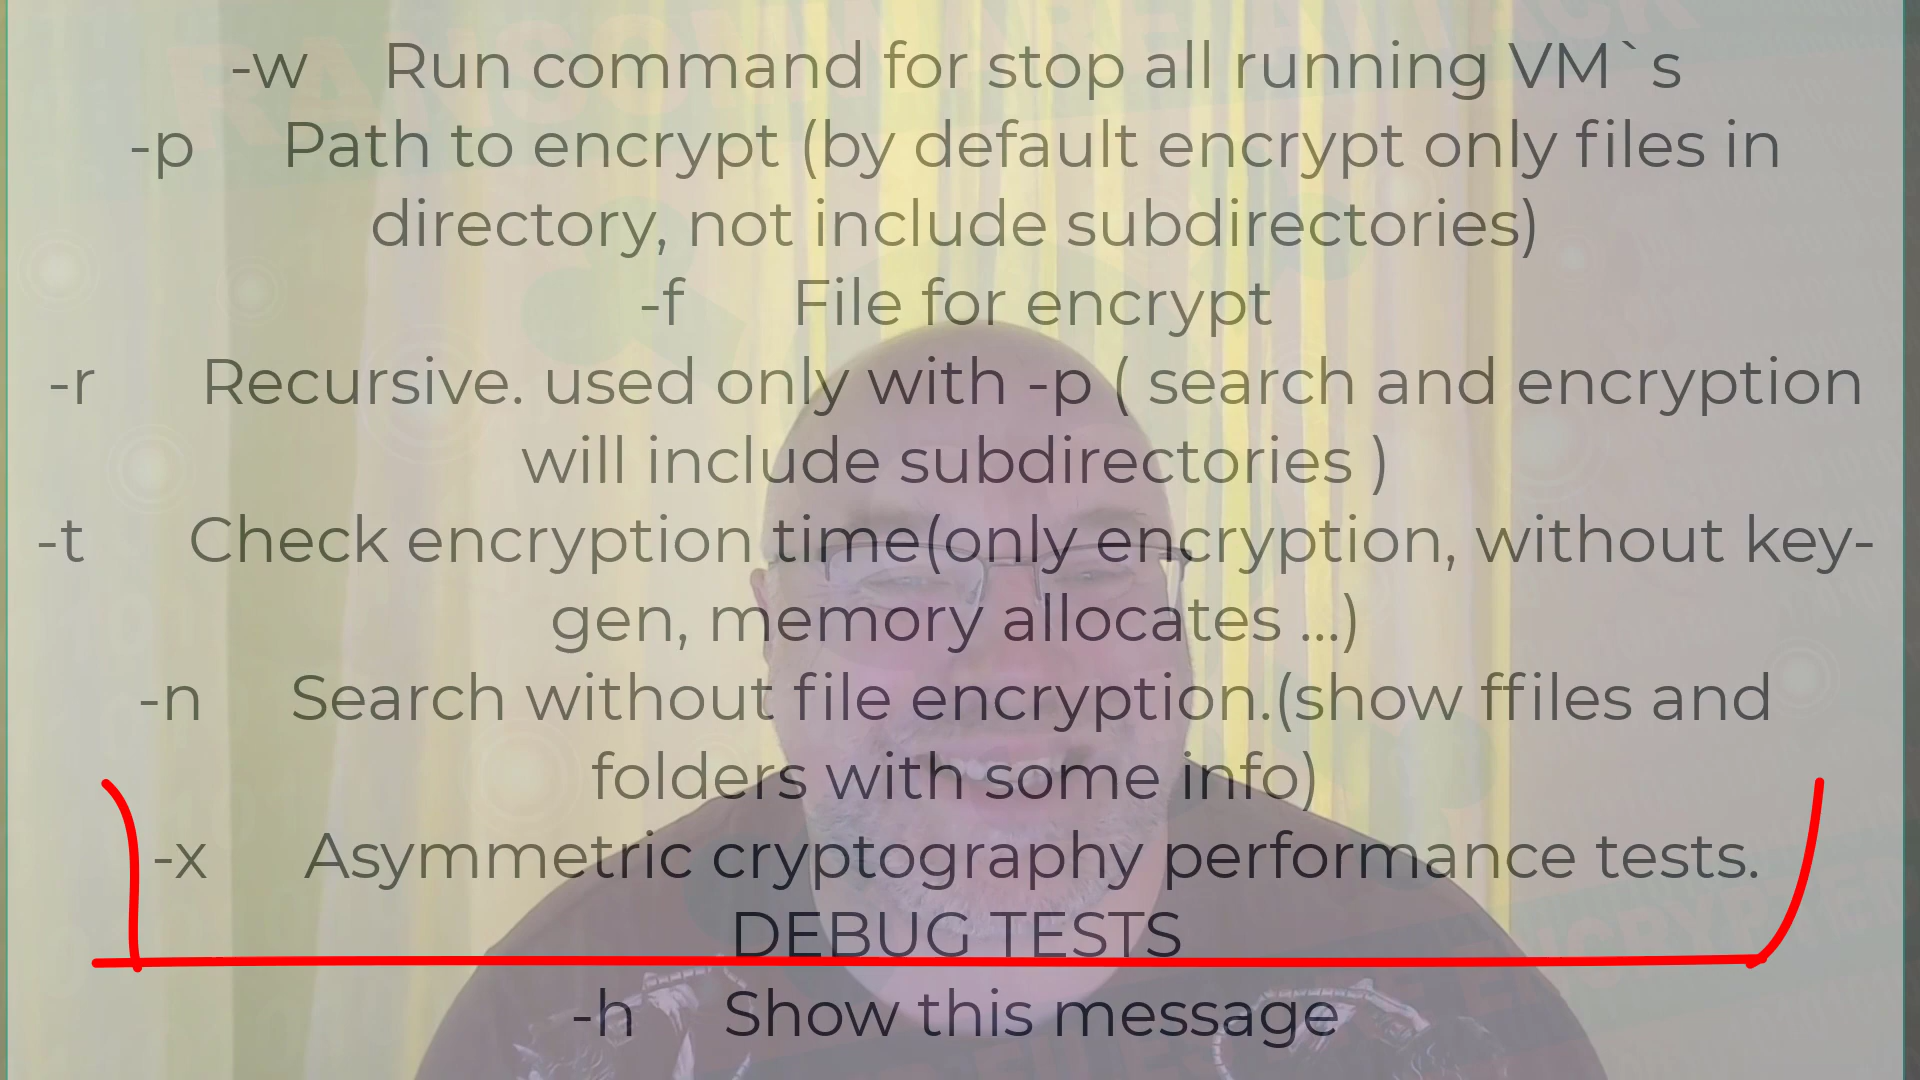 RANSOMWARE ATTACK
-w Run command for stop all running VM`s
-p Path to encrypt (by default encrypt only files in
directory, not include subdirectories)
-f File for encrypt
-r Recursive. used only with -p ( search and encryption
will include subdirectories )
-t Check encryption time(only encryption, without key-
gen, memory allocates ...)
-n Search without file encryption.(show ffiles and
folders with some info)
-x Asymmetric cryptography performance tests.
DEBUG TESTS
-h Show this message